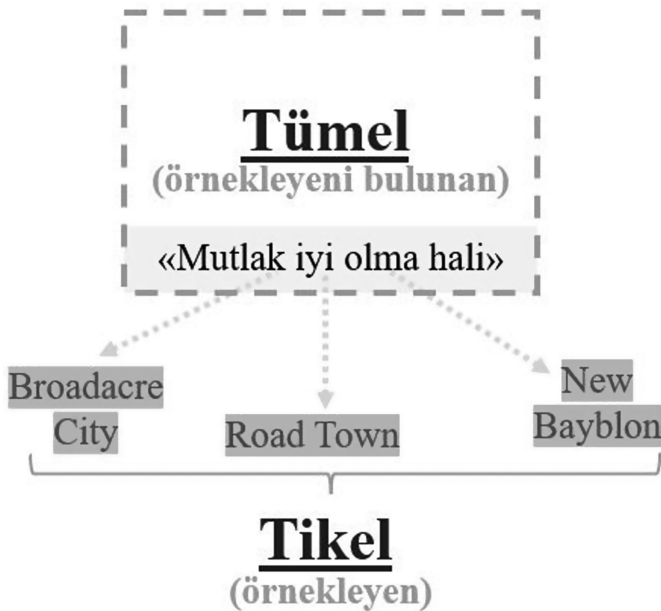 Tümel
(örnekleyeni bulunan)
«Mutlak iyi olma hali»
Broadacre
City
Road Town
New
Bayblon
Tikel
(örnekleyen)